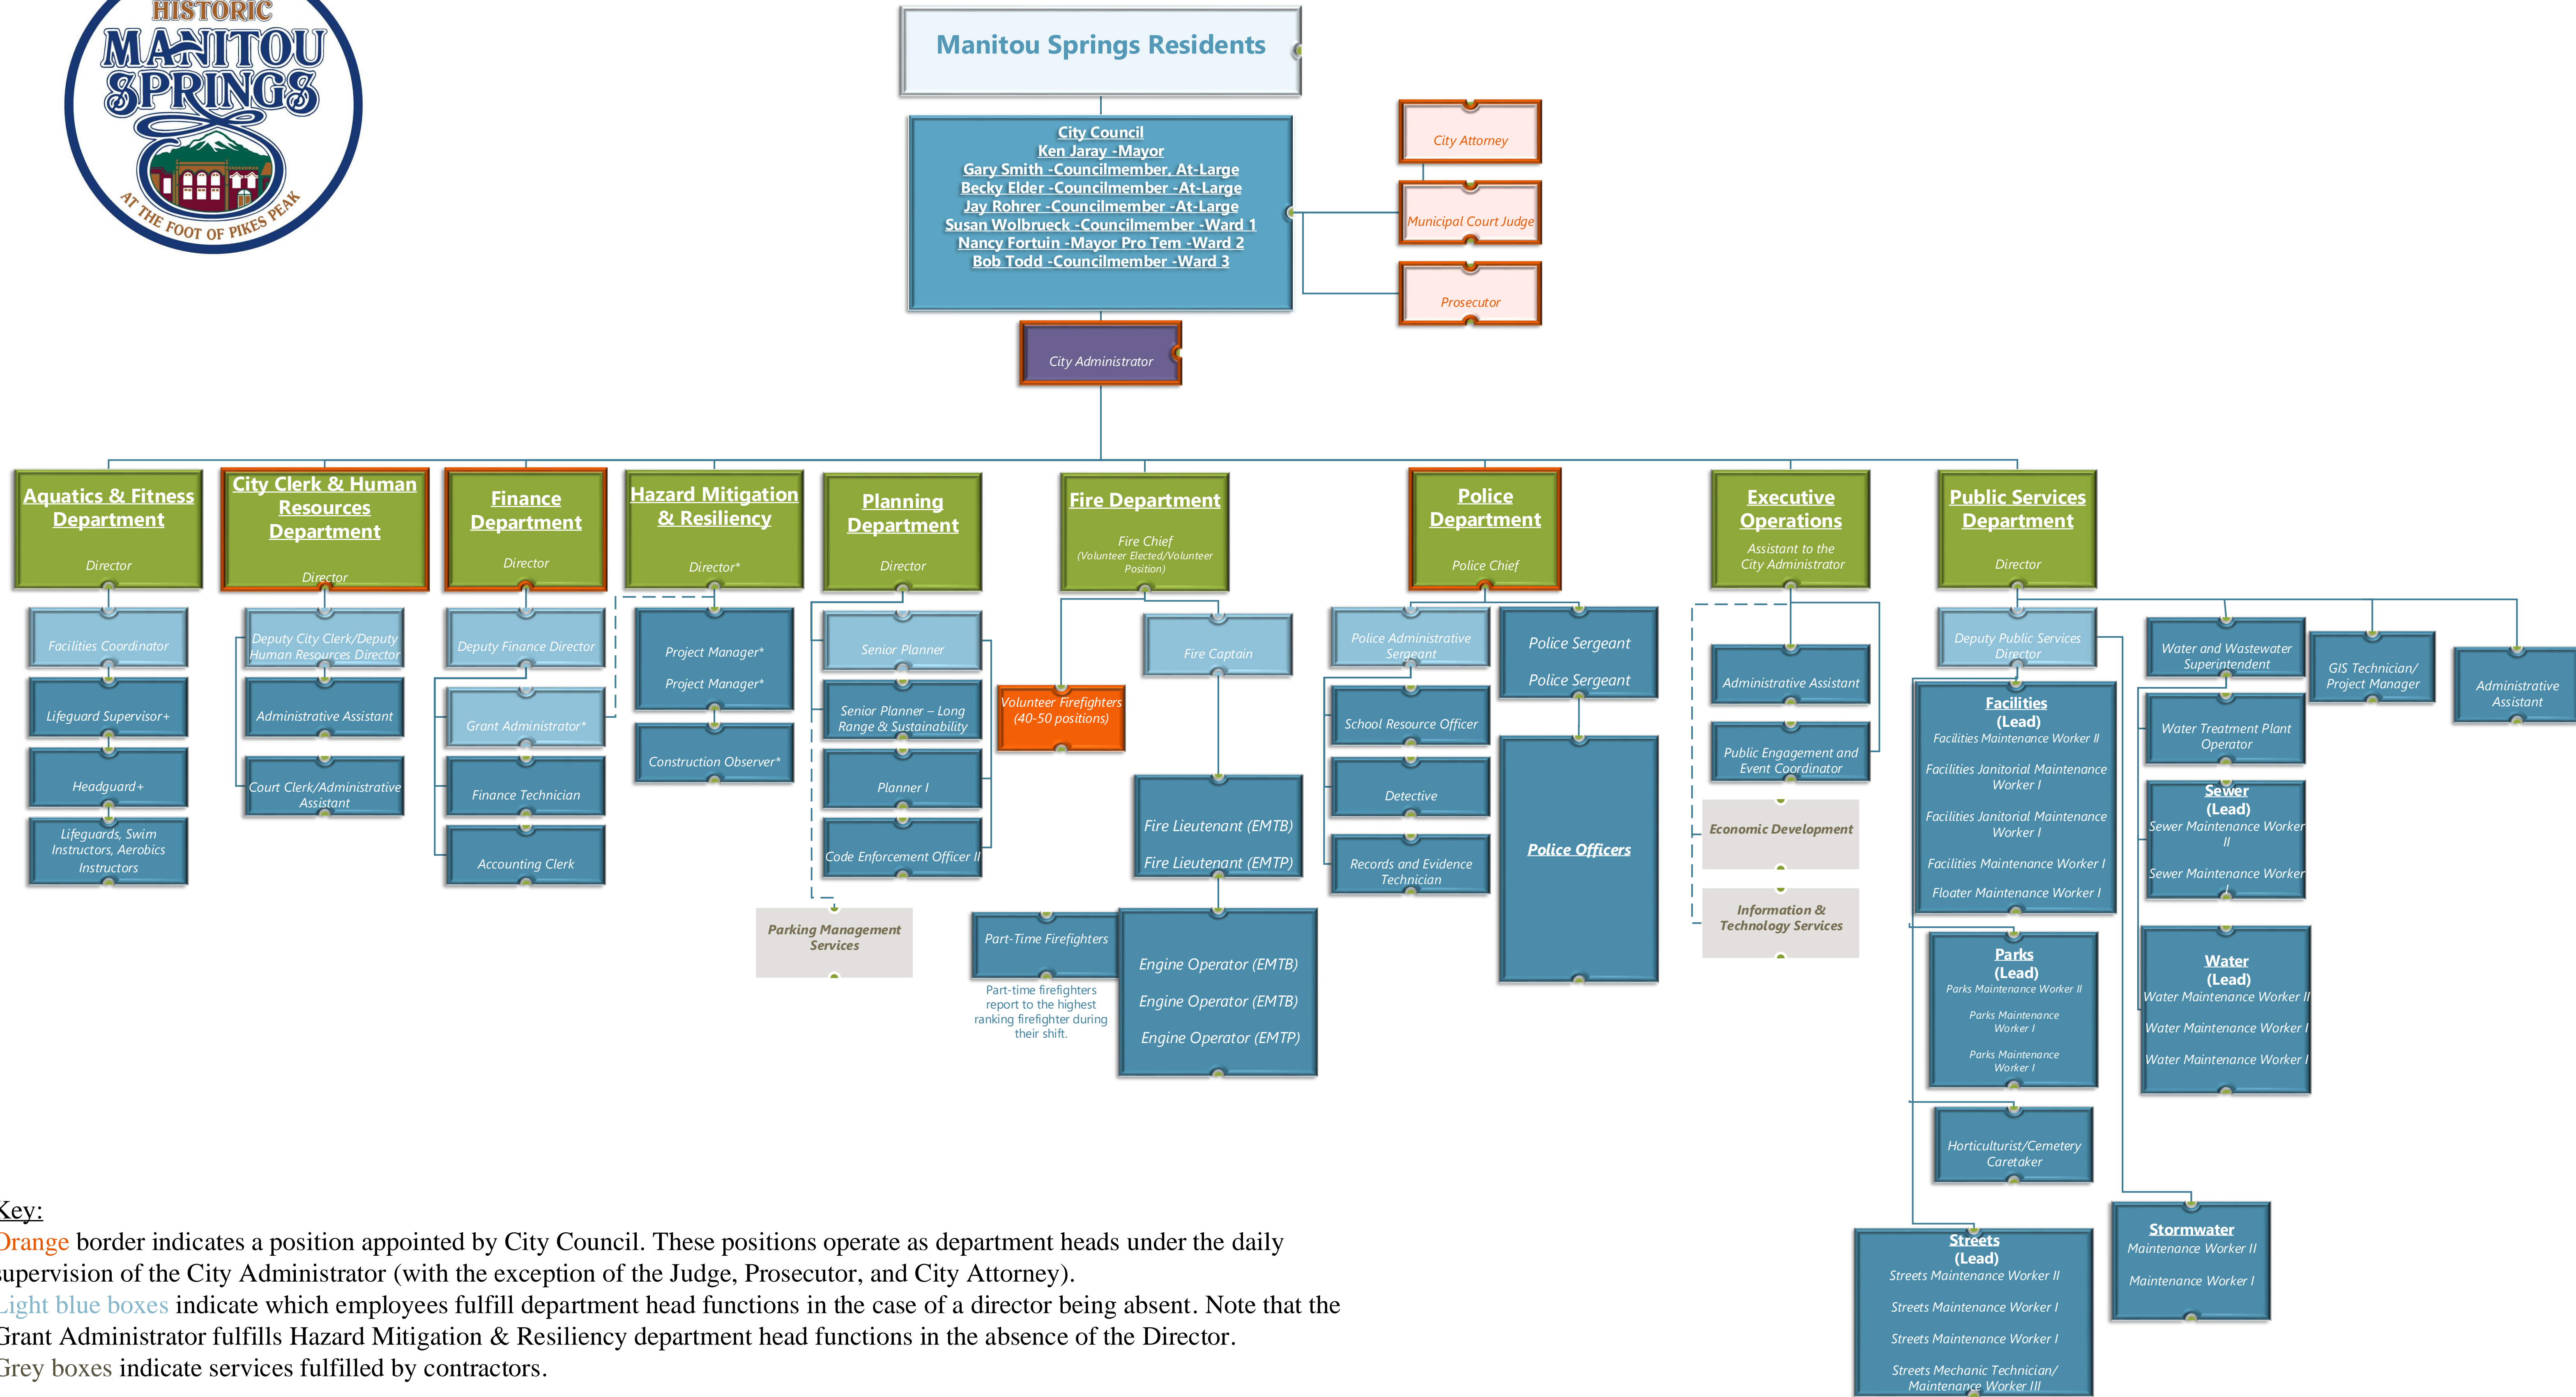 HISTORIC
MANITOU
SPRINGS
AT THE FOOT OF PIKES PEAK
Manitou Springs Residents
City Council
Ken Jaray -Mayor
Gary Smith -Councilmember, At-Large
Becky Elder -Councilmember -At-Large
Jay Rohrer -Councilmember -At-Large
Susan Wolbrueck -Councilmember -Ward 1
Nancy Fortuin -Mayor Pro Tem -Ward 2
Bob Todd -Councilmember -Ward 3
City Attorney
Municipal Court Judge
Prosecutor
City Administrator
Aquatics & Fitness
Department
Director
Facilities Coordinator
Lifeguard Supervisor+
Headguard+
Lifeguards, Swim
Instructors, Aerobics
Instructors
City Clerk & Human
Resources
Department
Director
Deputy City Clerk/Deputy
Human Resources Director
Administrative Assistant
Court Clerk/Administrative
Assistant
Finance
Department
Director
Deputy Finance Director
Grant Administrator*
Finance Technician
Accounting Clerk
Hazard Mitigation
& Resiliency
Director*
Project Manager*
Project Manager*
Construction Observer*
Planning
Department
Director
Senior Planner
Senior Planner – Long
Range & Sustainability
Planner I
Code Enforcement Officer II
Parking Management
Services
Fire Department
Fire Chief
(Volunteer Elected/Volunteer
Position)
Fire Captain
Volunteer Firefighters
(40-50 positions)
Fire Lieutenant (EMTB)
Fire Lieutenant (EMTP)
Part-Time Firefighters
Part-time firefighters
report to the highest
ranking firefighter during
their shift.
Engine Operator (EMTB)
Engine Operator (EMTB)
Engine Operator (EMTP)
Police
Department
Police Chief
Police Administrative
Sergeant
School Resource Officer
Detective
Records and Evidence
Technician
Police Sergeant
Police Sergeant
Police Officers
Executive
Operations
Assistant to the
City Administrator
Administrative Assistant
Public Engagement and
Event Coordinator
Economic Development
Information &
Technology Services
Public Services
Department
Director
Deputy Public Services
Director
Facilities
(Lead)
Facilities Maintenance Worker II
Facilities Janitorial Maintenance
Worker I
Facilities Janitorial Maintenance
Worker I
Facilities Maintenance Worker I
Floater Maintenance Worker I
Parks
(Lead)
Parks Maintenance Worker II
Parks Maintenance
Worker I
Parks Maintenance
Worker I
Horticulturist/Cemetery
Caretaker
Streets
(Lead)
Streets Maintenance Worker II
Streets Maintenance Worker I
Streets Maintenance Worker I
Streets Mechanic Technician/
Maintenance Worker III
Water and Wastewater
Superintendent
Water Treatment Plant
Operator
Sewer
(Lead)
Sewer Maintenance Worker
II
Sewer Maintenance Worker
I
Water
(Lead)
Water Maintenance Worker II
Water Maintenance Worker I
Water Maintenance Worker I
Stormwater
Maintenance Worker II
Maintenance Worker I
GIS Technician/
Project Manager
Administrative
Assistant
Key:
Orange border indicates a position appointed by City Council. These positions operate as department heads under the daily
supervision of the City Administrator (with the exception of the Judge, Prosecutor, and City Attorney).
Light blue boxes indicate which employees fulfill department head functions in the case of a director being absent. Note that the
Grant Administrator fulfills Hazard Mitigation & Resiliency department head functions in the absence of the Director.
Grey boxes indicate services fulfilled by contractors.